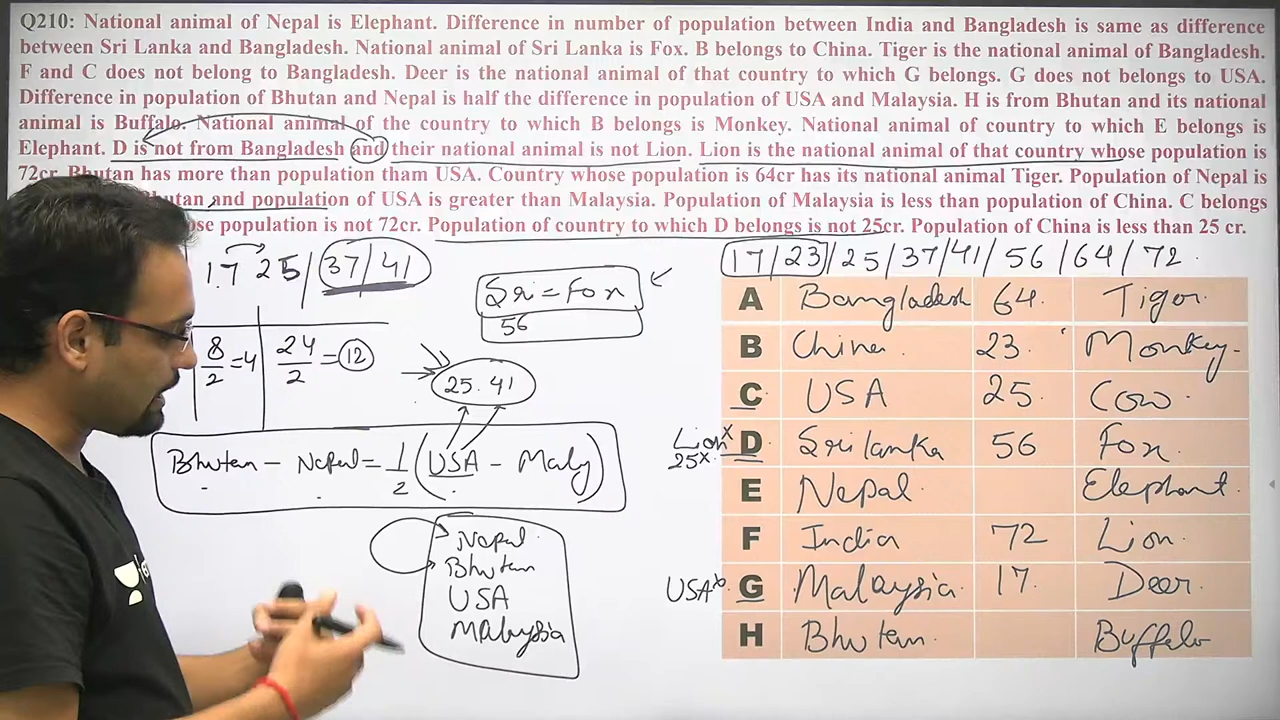 Q210: National animal of Nepal is Elephant. Difference in number of population between India and Bangladesh is same as difference
between Sri Lanka and Bangladesh. National animal of Sri Lanka is Fox. B belongs to China. Tiger is the national animal of Bangladesh.
F and C does not belong to Bangladesh. Deer is the national animal of that country to which G belongs. G does not belongs to USA.
Difference in population of Bhutan and Nepal is half the difference in population of USA and Malaysia. H is from Bhutan and its national
animal is Buffalo. National animal of the country to which B belongs is Monkey. National animal of country to which E belongs is
Elephant. D is not from Bangladesh and their national animal is not Lion. Lion is the national animal of that country whose population is
72cr. Bhutan has more than population tham USA. Country whose population is 64cr has its national animal Tiger. Population of Nepal is
and population of USA is greater than Malaysia. Population of Malaysia is less than population of China. C belongs
population is not 72cr. Population of country to which D belongs is not 25cr. Population of China is less than 25 cr.
17 25/37/41
Sri = Fox
56
8/2=4
24/2=12
25.41
Bhutan - Nepal = 1/2 (USA - Maly)
Nepal
Bhutan
USA
Malaysia
17/23/25/37/41/56/64/72
A Bangladesh 64. Tiger
B China. 23. Monkey
C USA 25 Cow
Lion x
25x
D Srilanka 56 Fox
E Nepal Elephant.
F India 72 Lion
USAx
G Malaysia 17. Deer
H Bhutan Buffalo